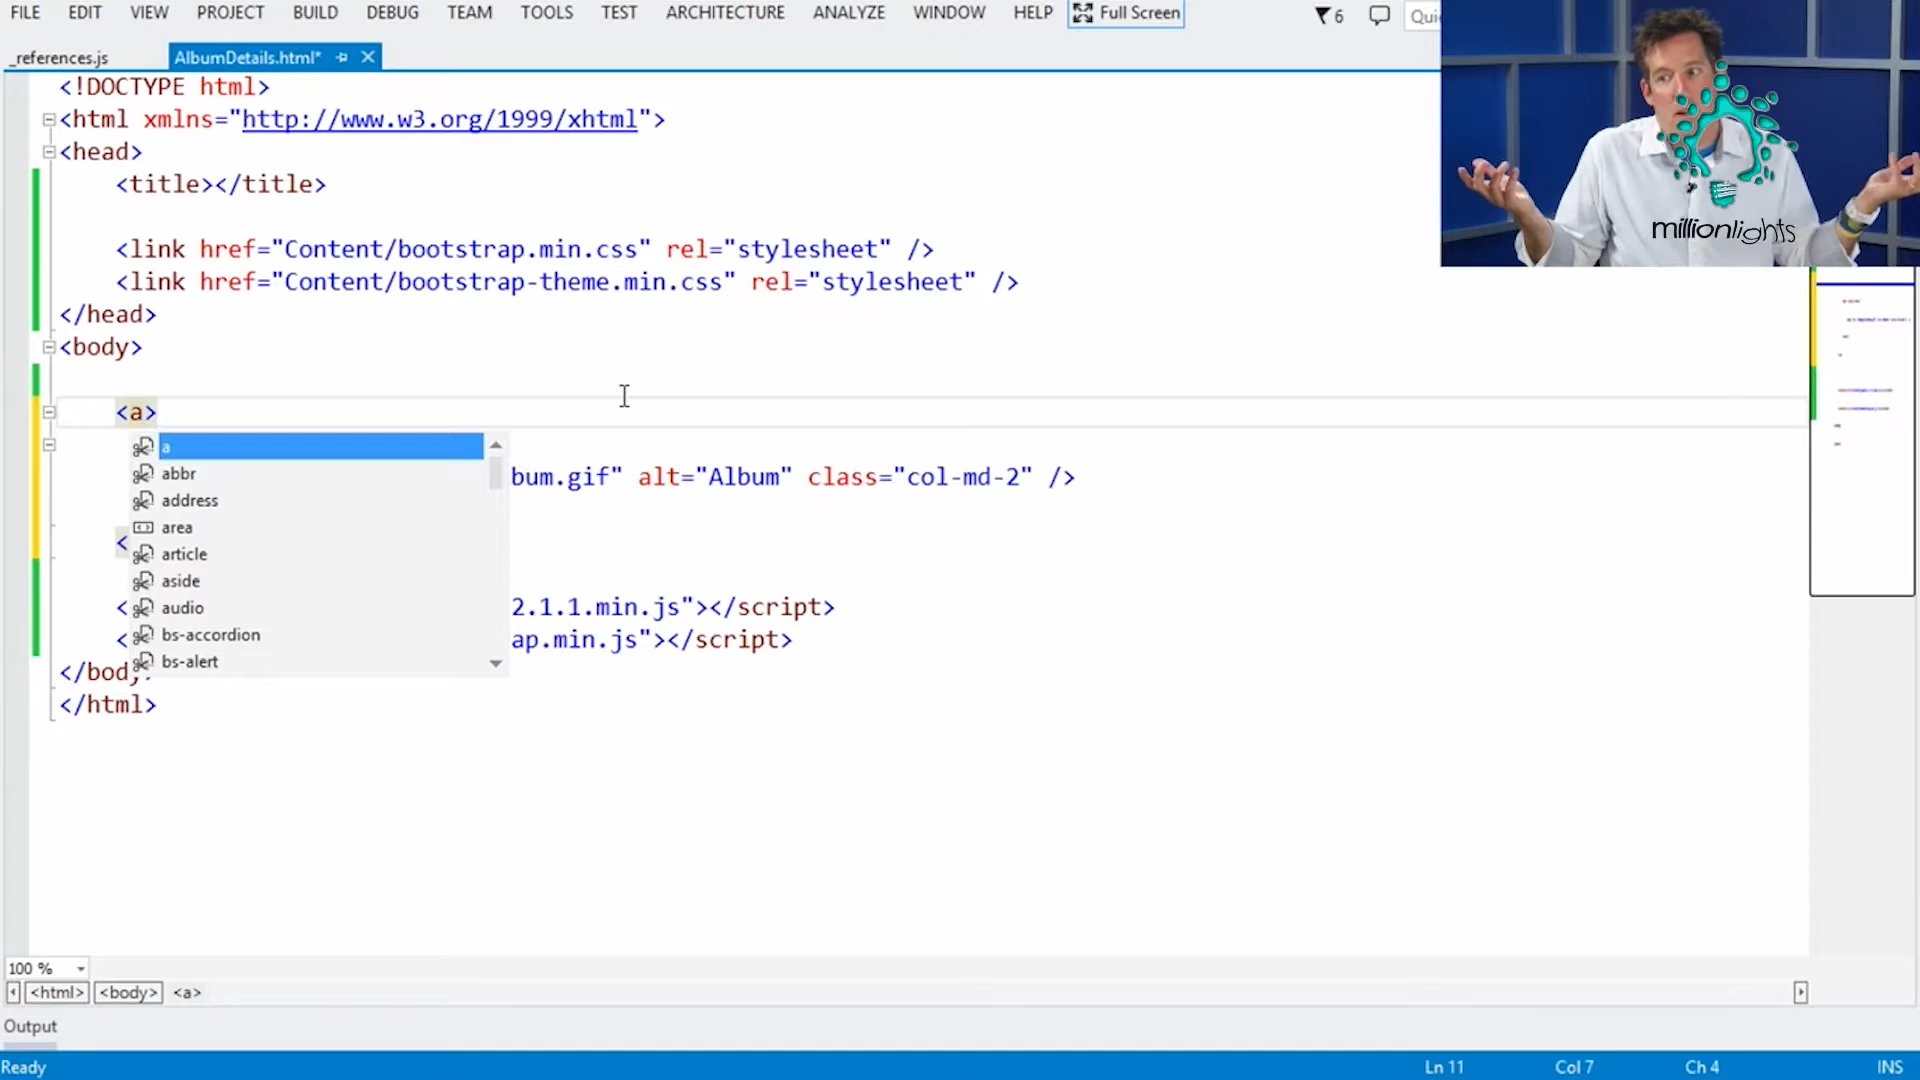 FILE EDIT VIEW PROJECT BUILD DEBUG TEAM TOOLS TEST ARCHITECTURE ANALYZE WINDOW HELP Full Screen 6 Qui
_references.js AlbumDetails.html*
<!DOCTYPE html>
<html xmlns="http://www.w3.org/1999/xhtml">
<head>
<title></title>
<link href="Content/bootstrap.min.css" rel="stylesheet" />
<link href="Content/bootstrap-theme.min.css" rel="stylesheet" />
</head>
<body>
<a>
a
abbr
bum.gif" alt="Album" class="col-md-2" />
address
area
<
article
aside
audio
< 2.1.1.min.js"></script>
bs-accordion
< ap.min.js"></script>
bs-alert
</body>
</html>
millionlights
100 %
<html> <body> <a>
Output
Ready Ln 11 Col 7 Ch 4 INS